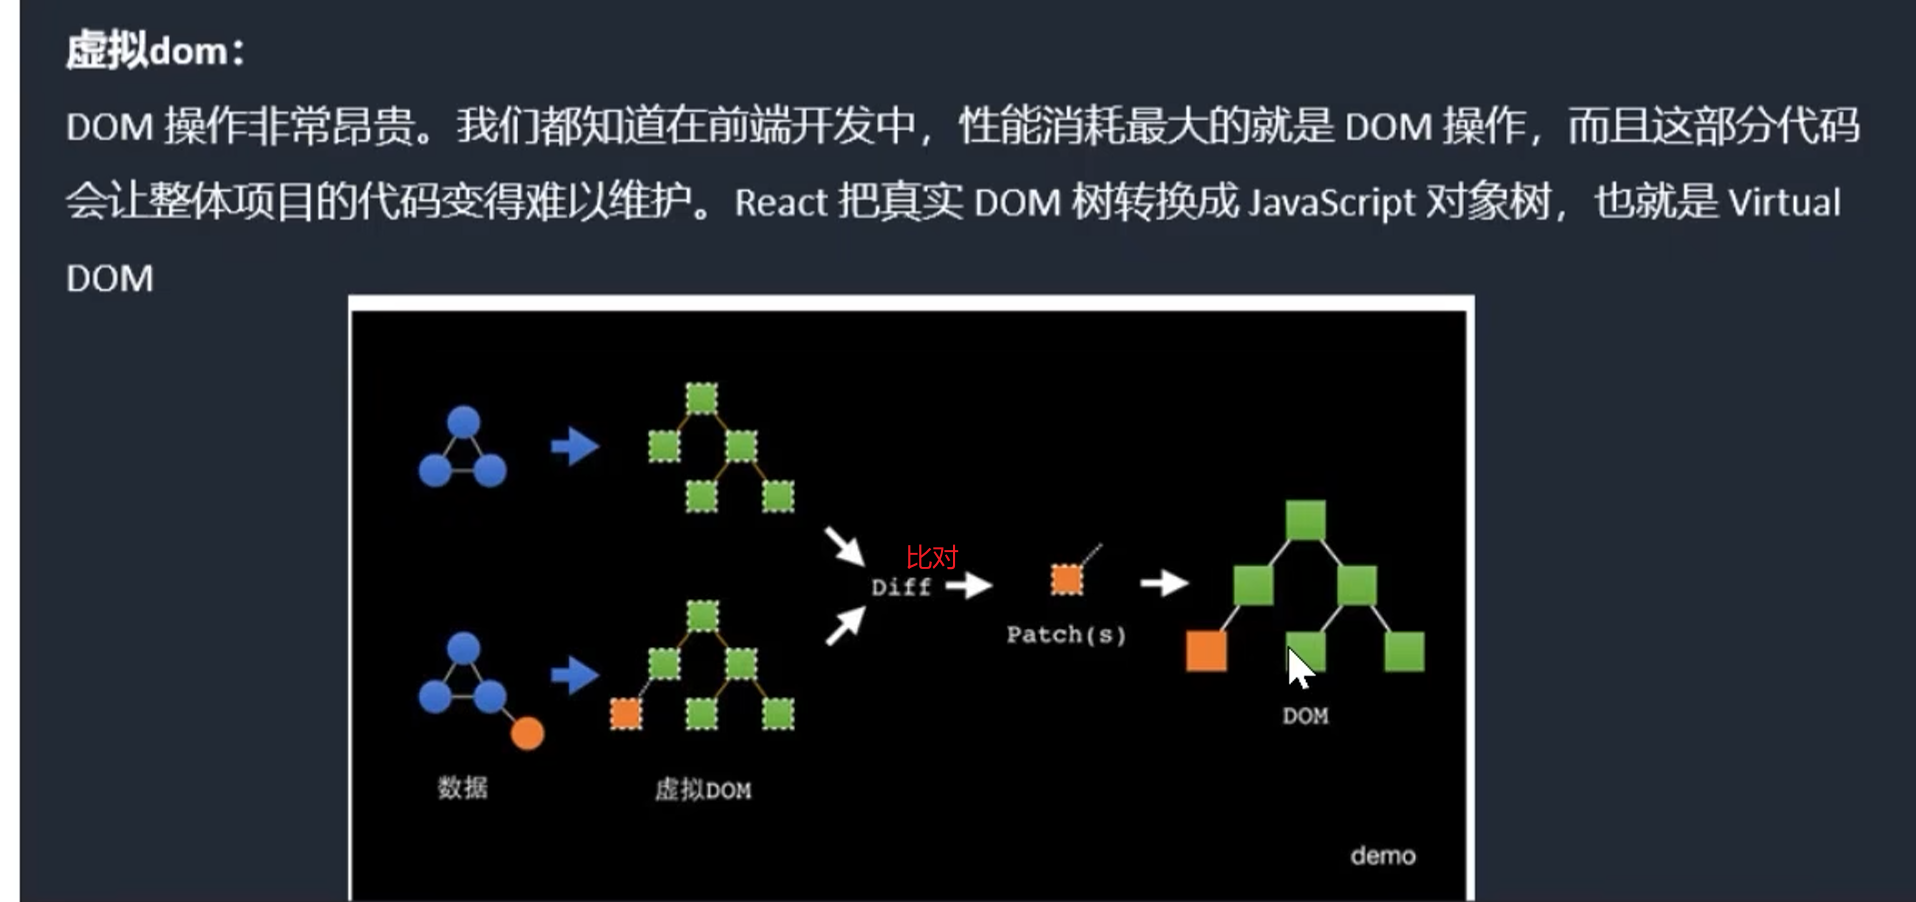 虚拟dom：
DOM 操作非常昂贵。我们都知道在前端开发中，性能消耗最大的就是 DOM 操作，而且这部分代码
会让整体项目的代码变得难以维护。React 把真实 DOM 树转换成 JavaScript 对象树，也就是 Virtual
DOM
比对
Diff
Patch(s)
DOM
数据
虚拟DOM
demo